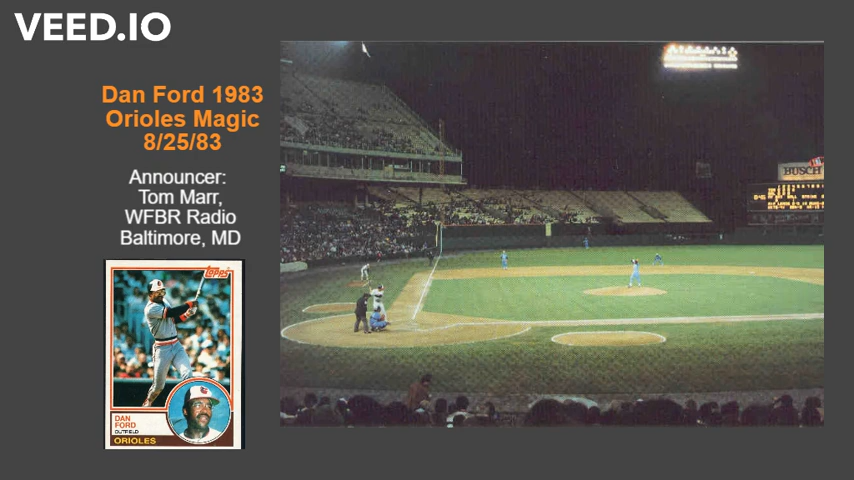 VEED.IO
Dan Ford 1983
Orioles Magic
8/25/83
Announcer:
Tom Marr,
WFBR Radio
Baltimore, MD
Topps
DAN
FORD
OUTFIELD
ORIOLES
BUSCH